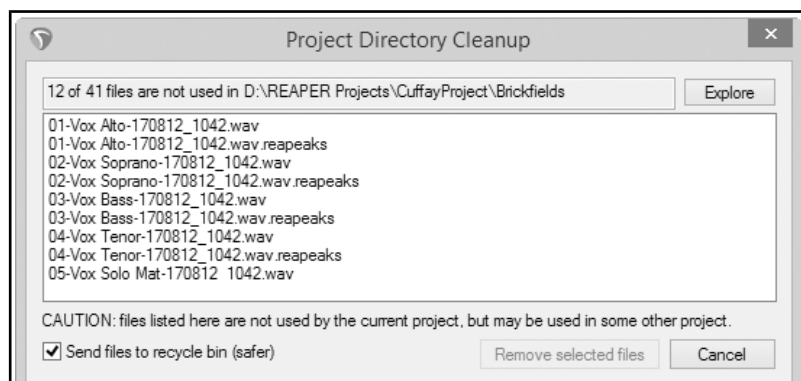 Project Directory Cleanup
12 of 41 files are not used in D:\REAPER Projects\CuffayProject\Brickfields
Explore
01-Vox Alto-170812_1042.wav
01-Vox Alto-170812_1042.wav.reapeaks
02-Vox Soprano-170812_1042.wav
02-Vox Soprano-170812_1042.wav.reapeaks
03-Vox Bass-170812_1042.wav
03-Vox Bass-170812_1042.wav.reapeaks
04-Vox Tenor-170812_1042.wav
04-Vox Tenor-170812_1042.wav.reapeaks
05-Vox Solo Mat-170812_1042.wav
CAUTION: files listed here are not used by the current project, but may be used in some other project.
Send files to recycle bin (safer)
Remove selected files
Cancel